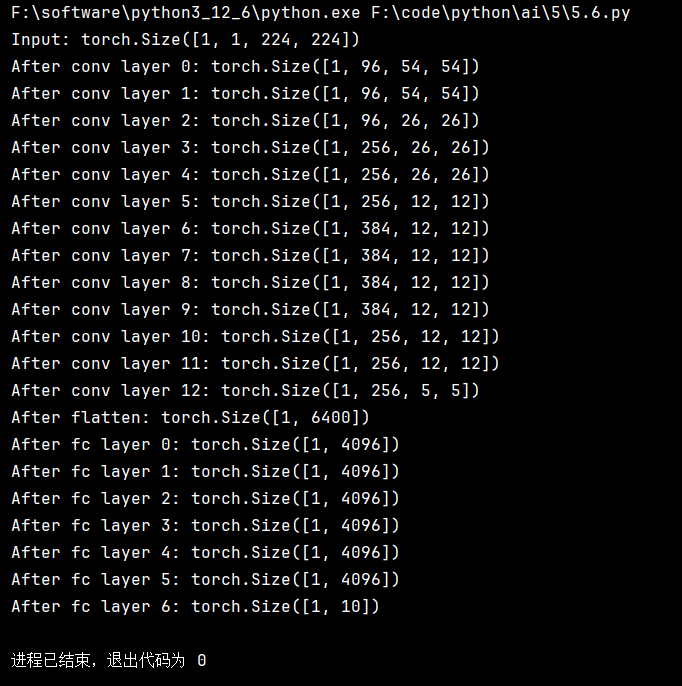 F:\software\python3_12_6\python.exe F:\code\python\ai\5\5.6.py
Input: torch.Size([1, 1, 224, 224])
After conv layer 0: torch.Size([1, 96, 54, 54])
After conv layer 1: torch.Size([1, 96, 54, 54])
After conv layer 2: torch.Size([1, 96, 26, 26])
After conv layer 3: torch.Size([1, 256, 26, 26])
After conv layer 4: torch.Size([1, 256, 26, 26])
After conv layer 5: torch.Size([1, 256, 12, 12])
After conv layer 6: torch.Size([1, 384, 12, 12])
After conv layer 7: torch.Size([1, 384, 12, 12])
After conv layer 8: torch.Size([1, 384, 12, 12])
After conv layer 9: torch.Size([1, 384, 12, 12])
After conv layer 10: torch.Size([1, 256, 12, 12])
After conv layer 11: torch.Size([1, 256, 12, 12])
After conv layer 12: torch.Size([1, 256, 5, 5])
After flatten: torch.Size([1, 6400])
After fc layer 0: torch.Size([1, 4096])
After fc layer 1: torch.Size([1, 4096])
After fc layer 2: torch.Size([1, 4096])
After fc layer 3: torch.Size([1, 4096])
After fc layer 4: torch.Size([1, 4096])
After fc layer 5: torch.Size([1, 4096])
After fc layer 6: torch.Size([1, 10])
进程已结束，退出代码为 0